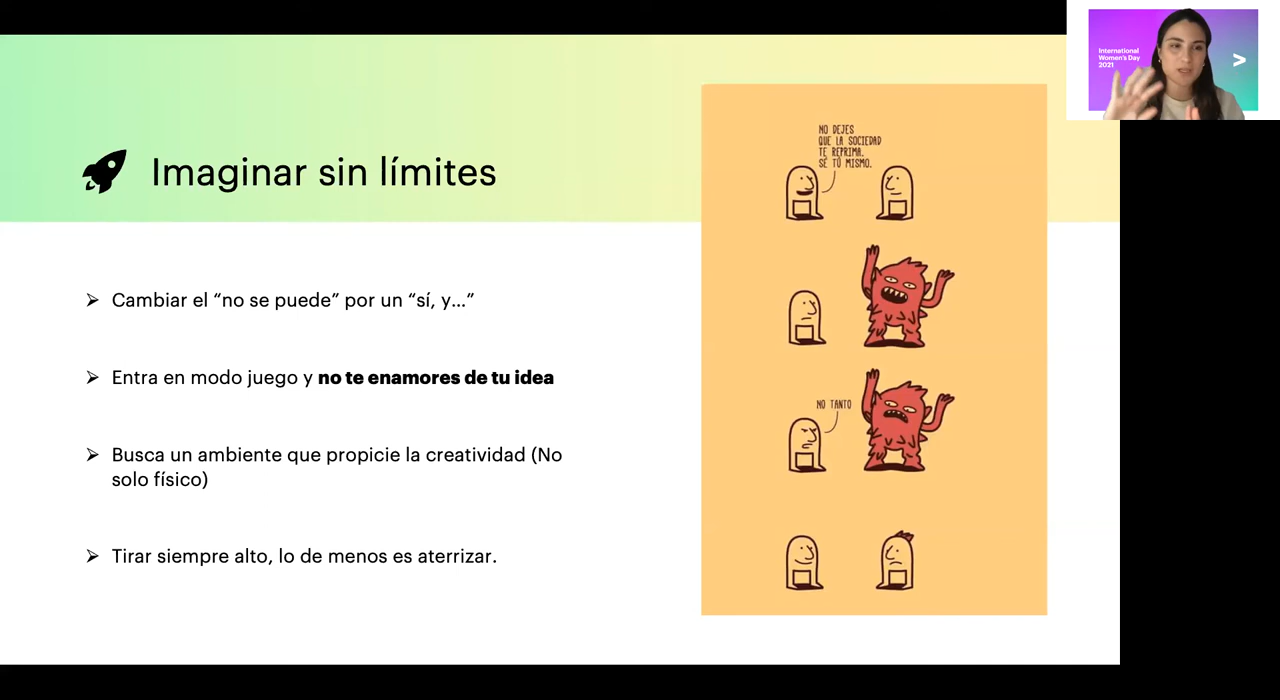 Imaginar sin límites
Cambiar el “no se puede” por un “sí, y...”
Entra en modo juego y no te enamores de tu idea
Busca un ambiente que propicie la creatividad (No
solo físico)
Tirar siempre alto, lo de menos es aterrizar.
NO DEJES
QUE LA SOCIEDAD
TE REPRIMA.
SÉ TÚ MISMO.
NO TANTO
International
Women's Day
2021
>